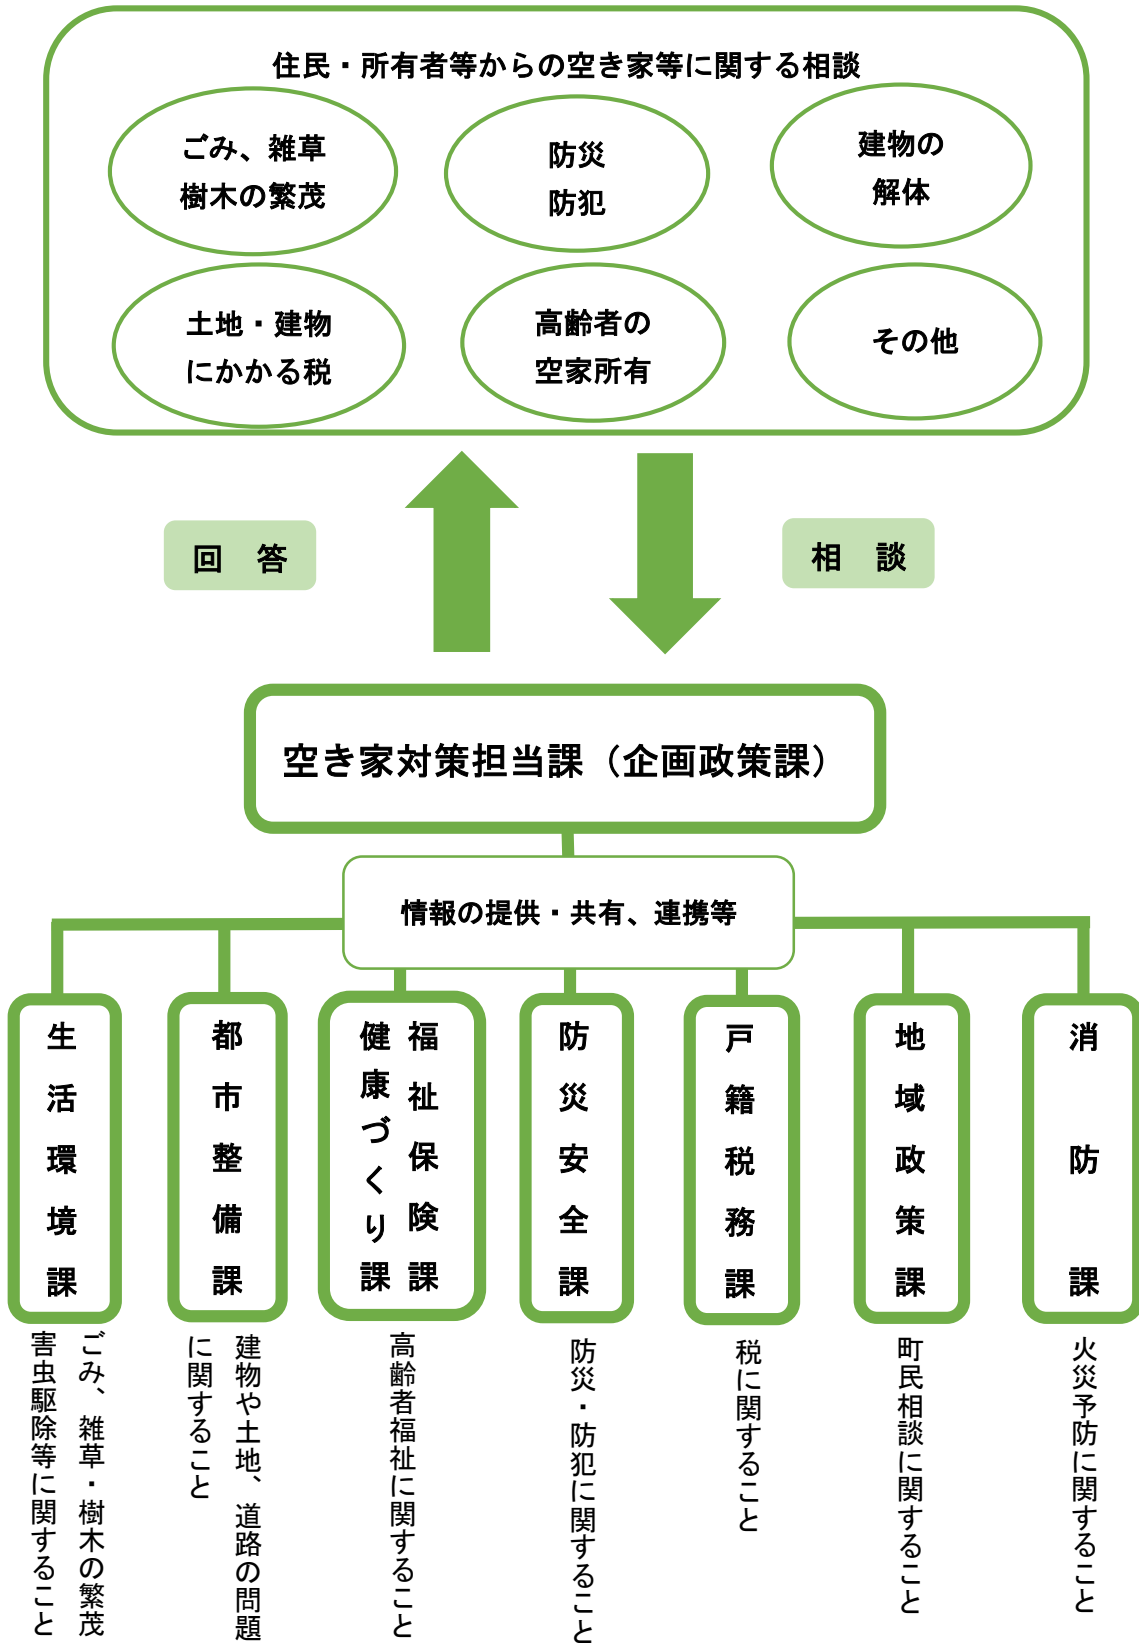 住民・所有者等からの空き家等に関する相談
ごみ、雑草
樹木の繁茂
防災
防犯
建物の
解体
土地・建物
にかかる税
高齢者の
空家所有
その他
回　答
相　談
空き家対策担当課（企画政策課）
情報の提供・共有、連携等
生活環境課
都市整備課
福祉保険課
健康づくり課
防災安全課
戸籍税務課
地域政策課
消防課
ごみ、雑草・樹木の繁茂
害虫駆除等に関すること
建物や土地、道路の問題
に関すること
高齢者福祉に関すること
防災・防犯に関すること
税に関すること
町民相談に関すること
火災予防に関すること